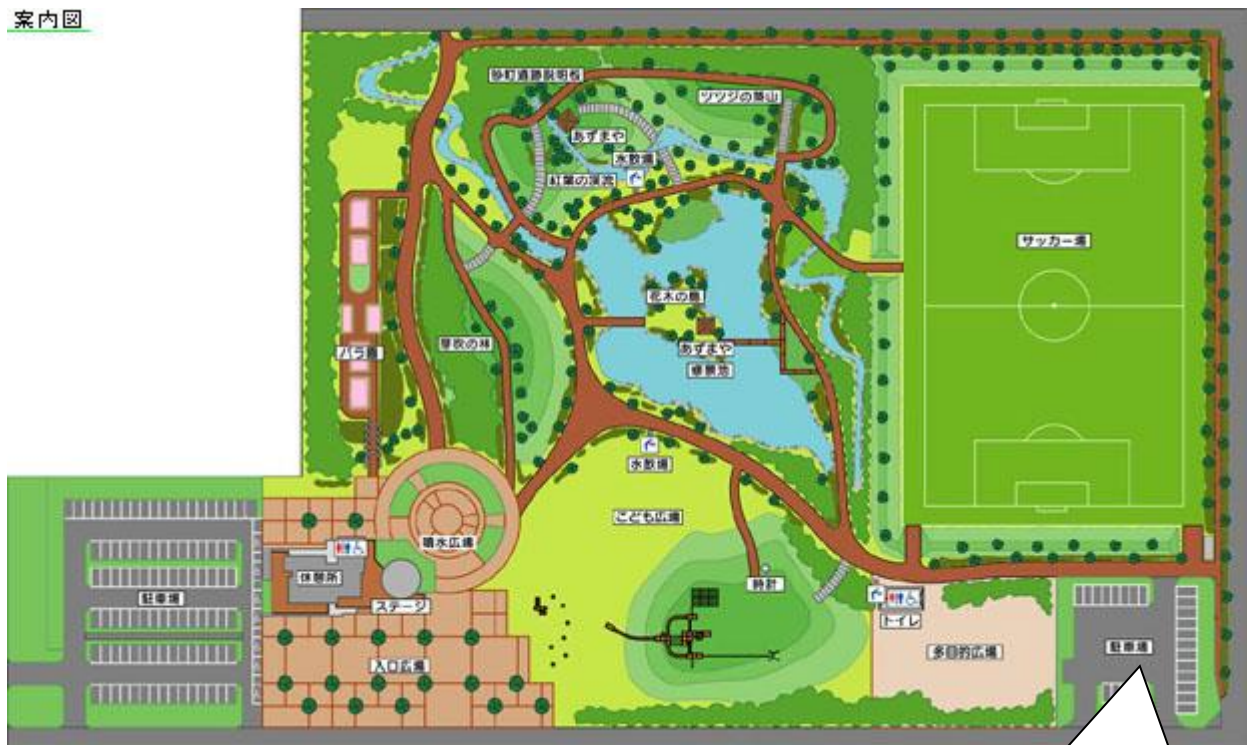 案内図
砂町遺跡説明板
ツツジの築山
あずまや
水飲場
紅葉の渓流
サッカー場
花木の島
バラ園
あずまや
修景池
水飲場
こども広場
噴水広場
休憩所
駐車場
ステージ
時計
トイレ
入口広場
多目的広場
駐車場